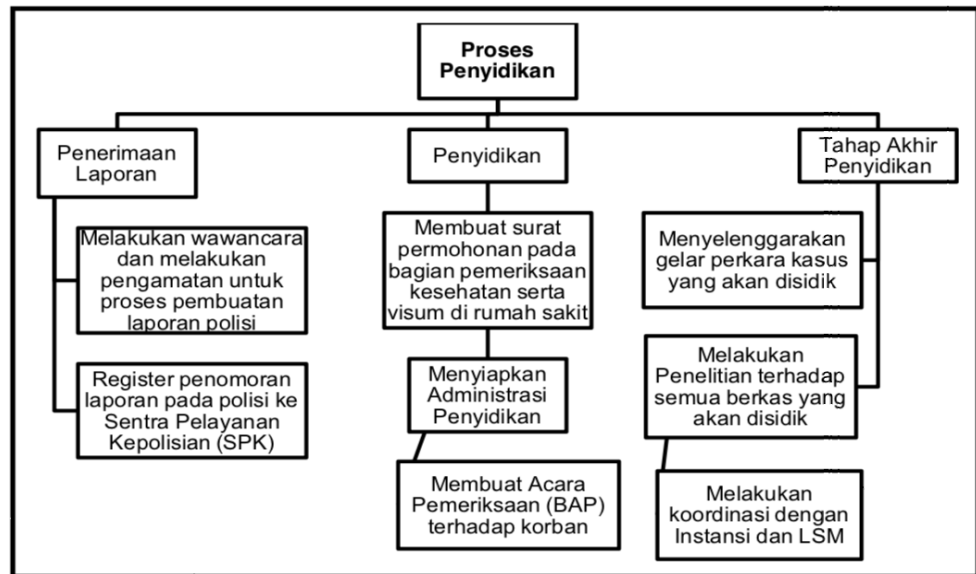 Proses
Penyidikan
Penerimaan
Laporan
Melakukan wawancara
dan melakukan
pengamatan untuk
proses pembuatan
laporan polisi
Register penomoran
laporan pada polisi ke
Sentra Pelayanan
Kepolisian (SPK)
Penyidikan
Membuat surat
permohonan pada
bagian pemeriksaan
kesehatan serta
visum di rumah sakit
Menyiapkan
Administrasi
Penyidikan
Membuat Acara
Pemeriksaan (BAP)
terhadap korban
Tahap Akhir
Penyidikan
Menyelenggarakan
gelar perkara kasus
yang akan disidik
Melakukan
Penelitian terhadap
semua berkas yang
akan disidik
Melakukan
koordinasi dengan
Instansi dan LSM